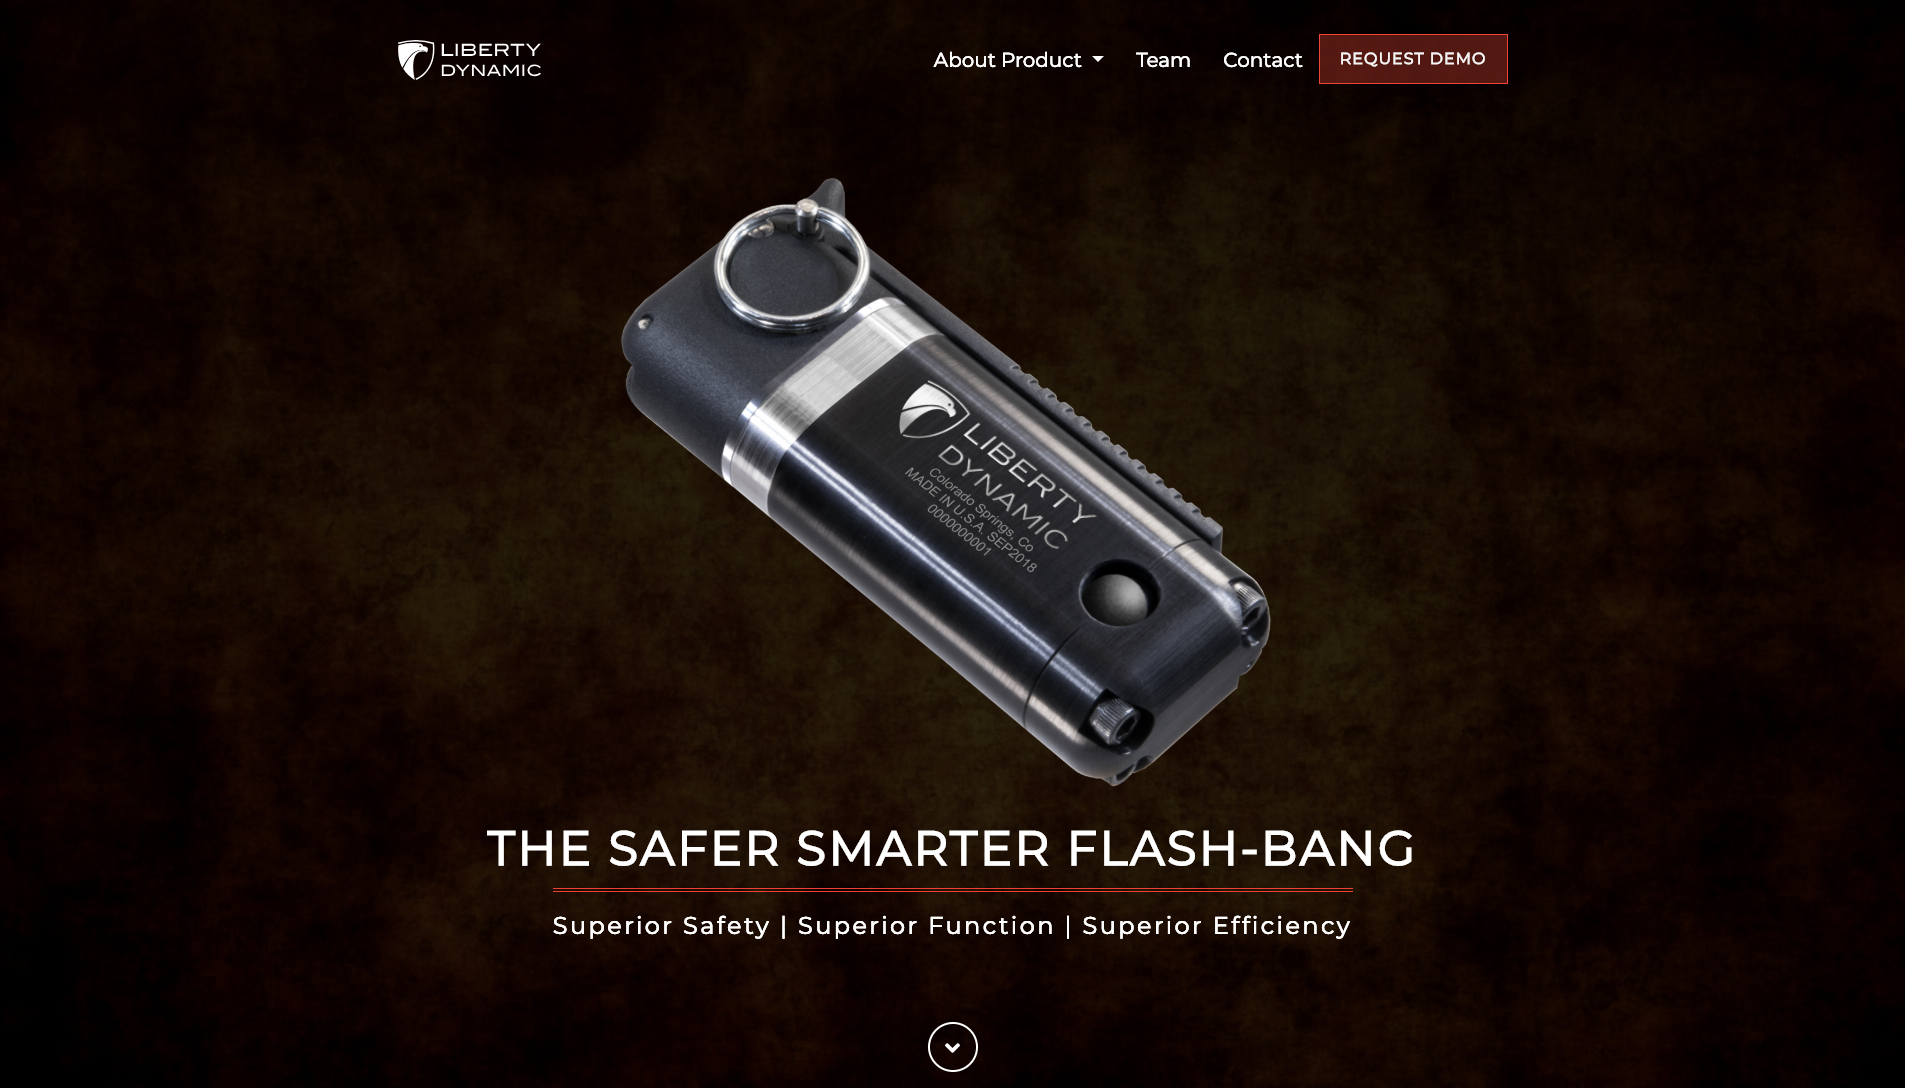 LIBERTY
DYNAMIC
About Product
Team
Contact
REQUEST DEMO
LIBERTY
DYNAMIC
Colorado Springs, Co
MADE IN U.S.A. SEP2018
0000000001
THE SAFER SMARTER FLASH-BANG
Superior Safety | Superior Function | Superior Efficiency